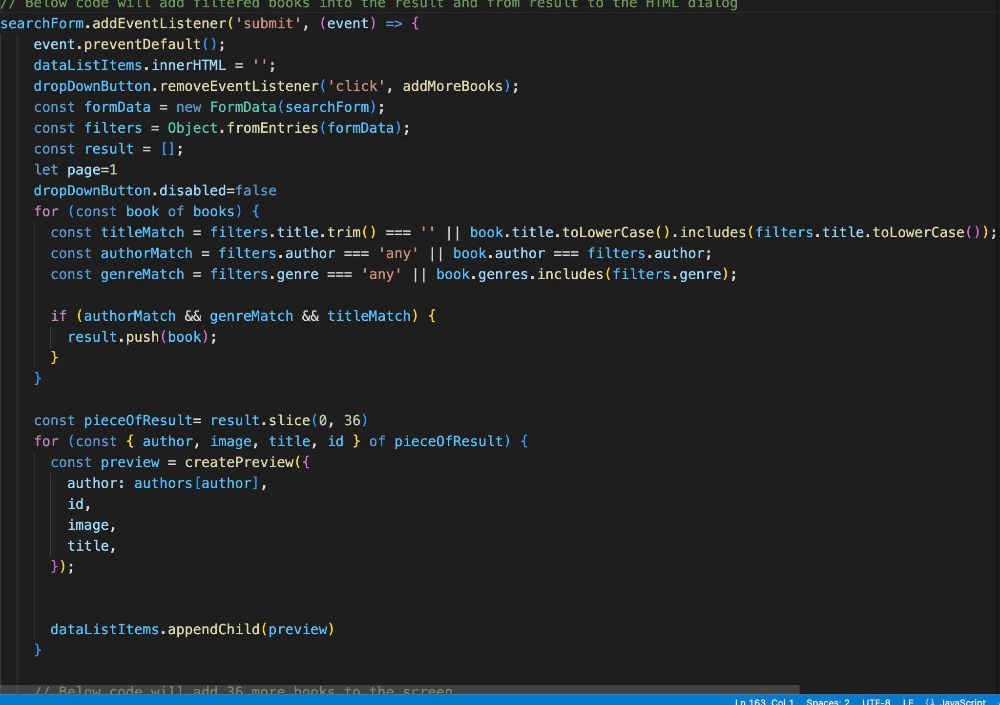 // Below code will add filtered books into the result and from result to the HTML dialog
searchForm.addEventListener('submit', (event) => {
    event.preventDefault();
    dataListItems.innerHTML = '';
    dropDownButton.removeEventListener('click', addMoreBooks);
    const formData = new FormData(searchForm);
    const filters = Object.fromEntries(formData);
    const result = [];
    let page=1
    dropDownButton.disabled=false
    for (const book of books) {
      const titleMatch = filters.title.trim() === '' || book.title.toLowerCase().includes(filters.title.toLowerCase());
      const authorMatch = filters.author === 'any' || book.author === filters.author;
      const genreMatch = filters.genre === 'any' || book.genres.includes(filters.genre);

      if (authorMatch && genreMatch && titleMatch) {
        result.push(book);
      }
    }

    const pieceOfResult= result.slice(0, 36)
    for (const { author, image, title, id } of pieceOfResult) {
      const preview = createPreview({
        author: authors[author],
        id,
        image,
        title,
      });

      dataListItems.appendChild(preview)
    }

    // Below code will add 36 more books to the screen
Ln 163, Col 1 Spaces: 2 UTF-8 LF {} JavaScript